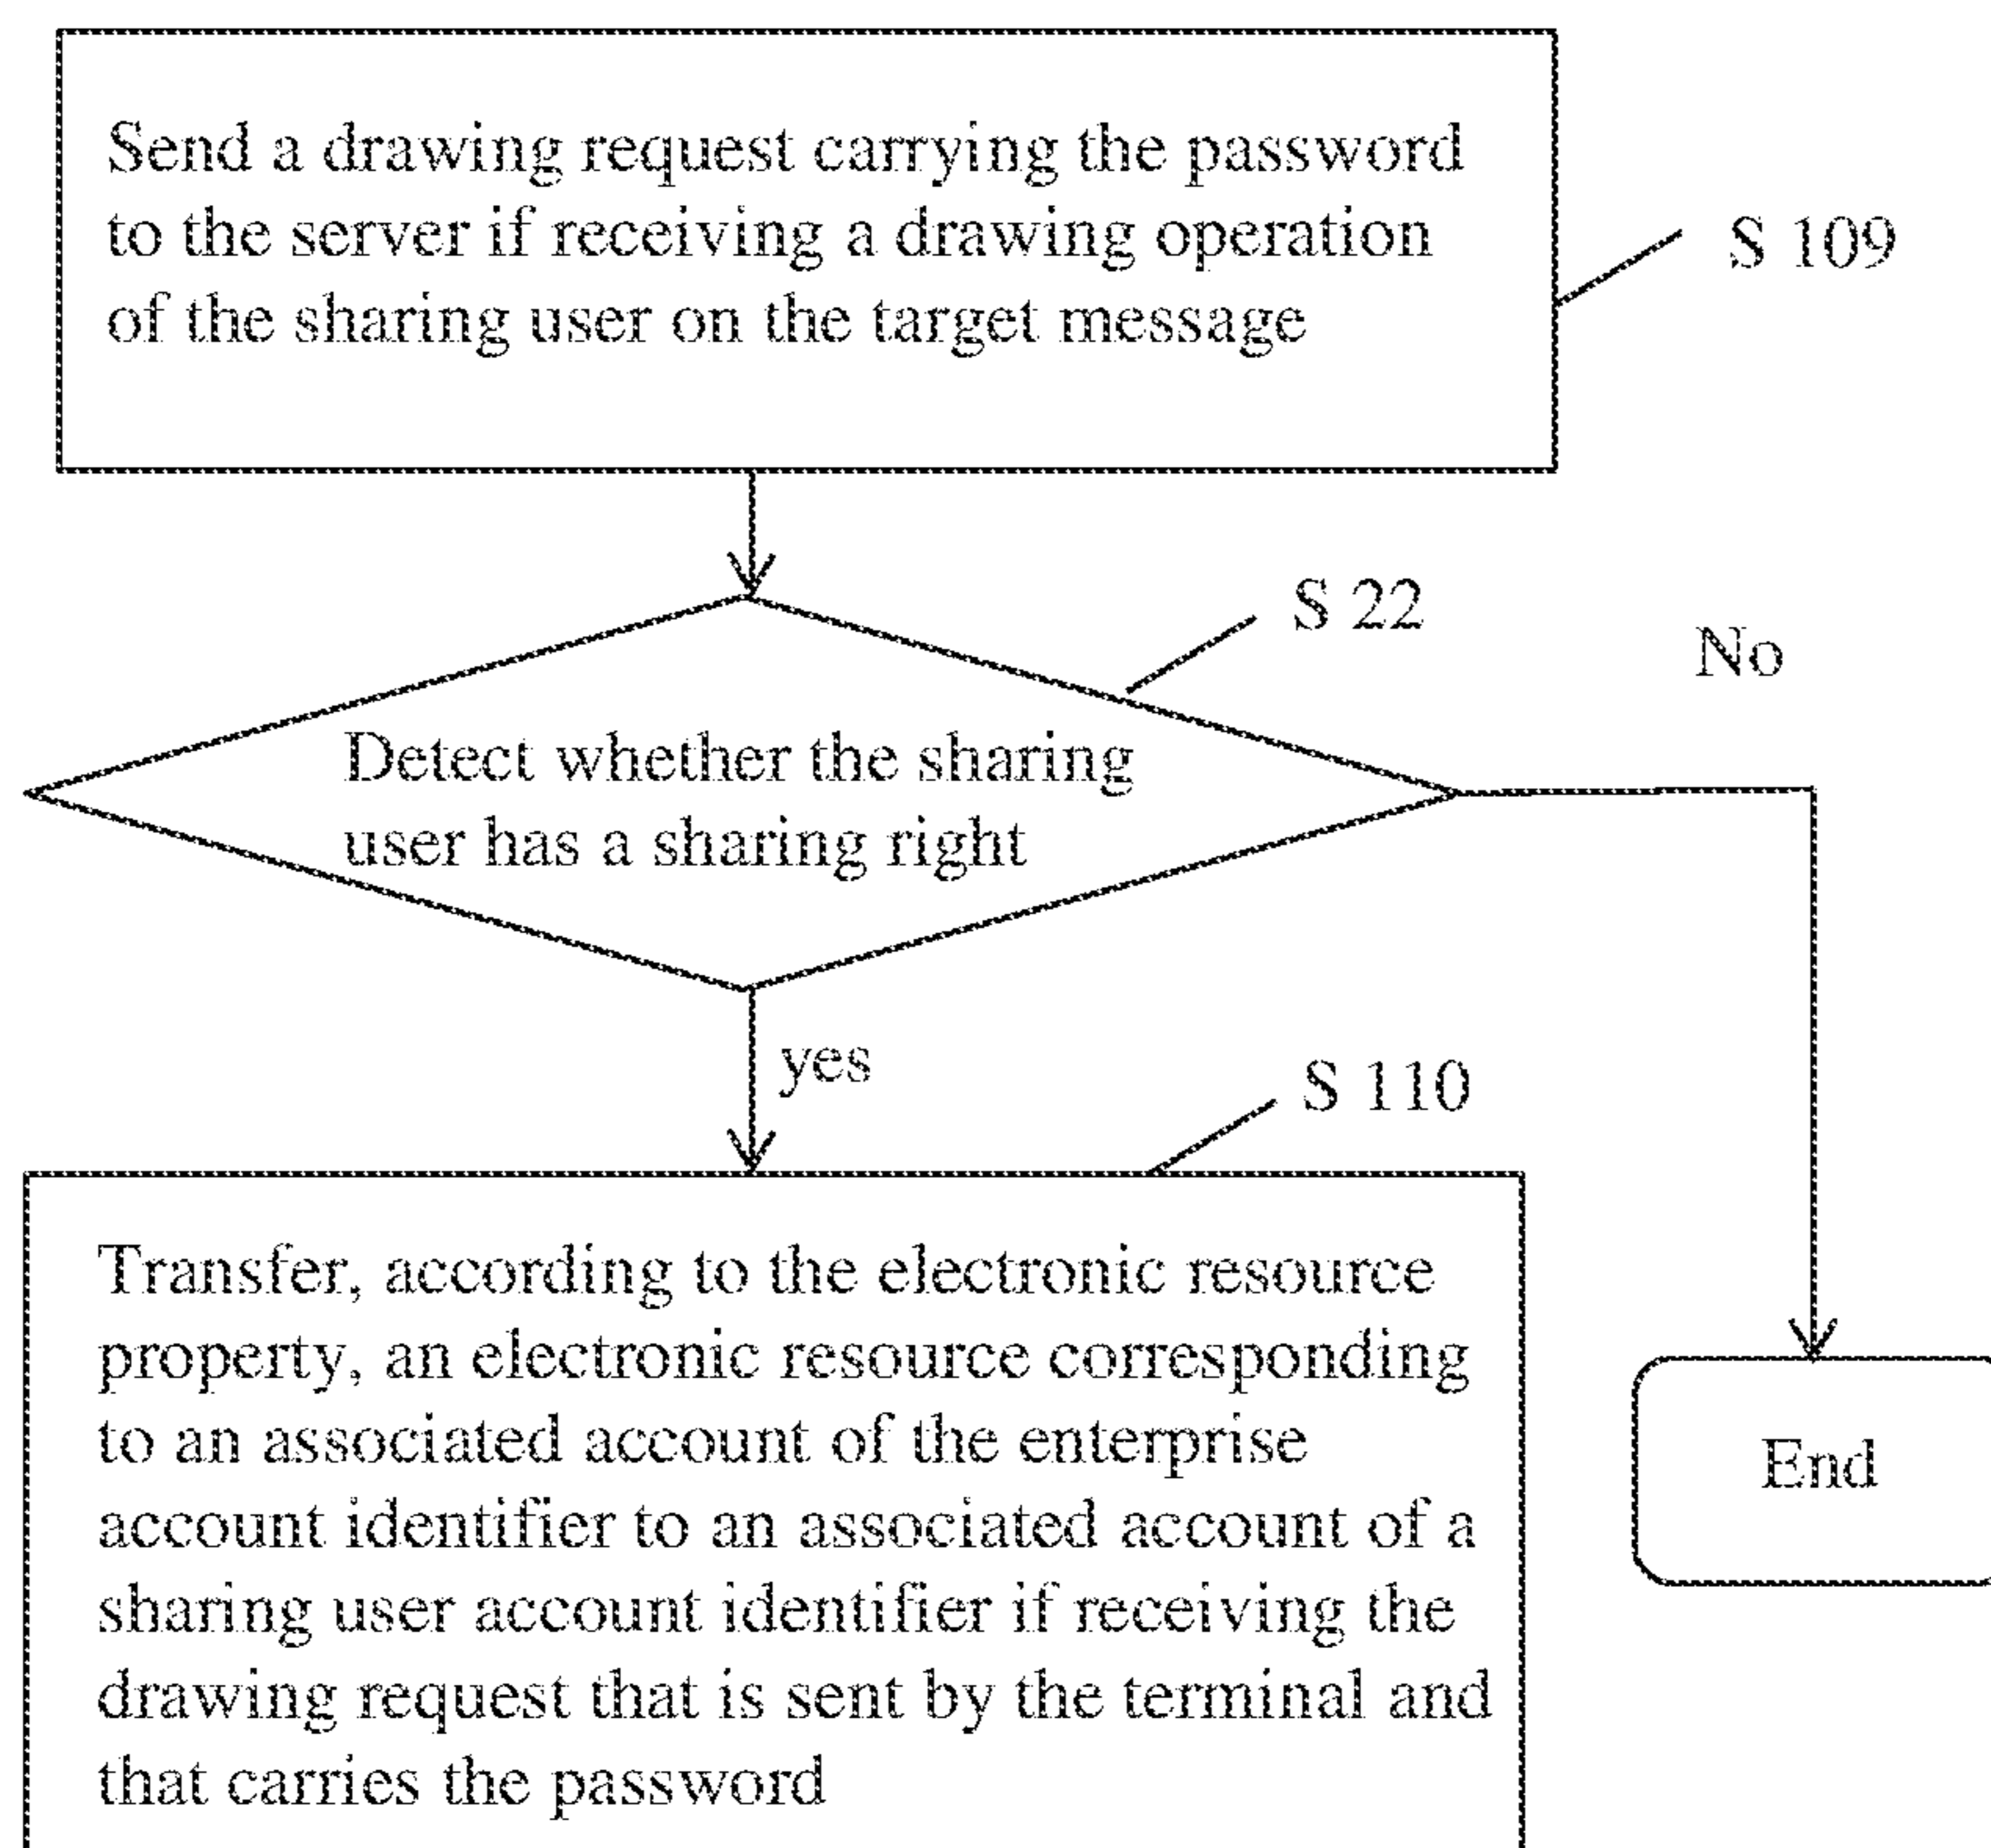 Send a drawing request carrying the password
to the server if receiving a drawing operation
of the sharing user on the target message
S 109
S 22
No
Detect whether the sharing
user has a sharing right
yes
S 110
Transfer, according to the electronic resource
property, an electronic resource corresponding
to an associated account of the enterprise
account identifier to an associated account of a
sharing user account identifier if receiving the
drawing request that is sent by the terminal and
that carries the password
End